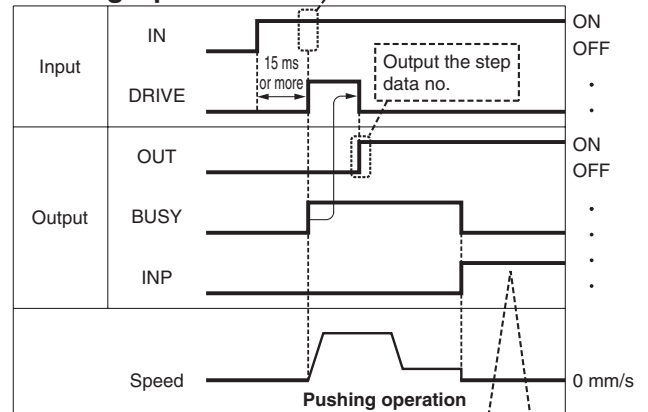 IN
ON
OFF
Input
15 ms
or more
Output the step
data no.
DRIVE
OUT
ON
OFF
Output
BUSY
INP
Speed
0 mm/s
Pushing operation